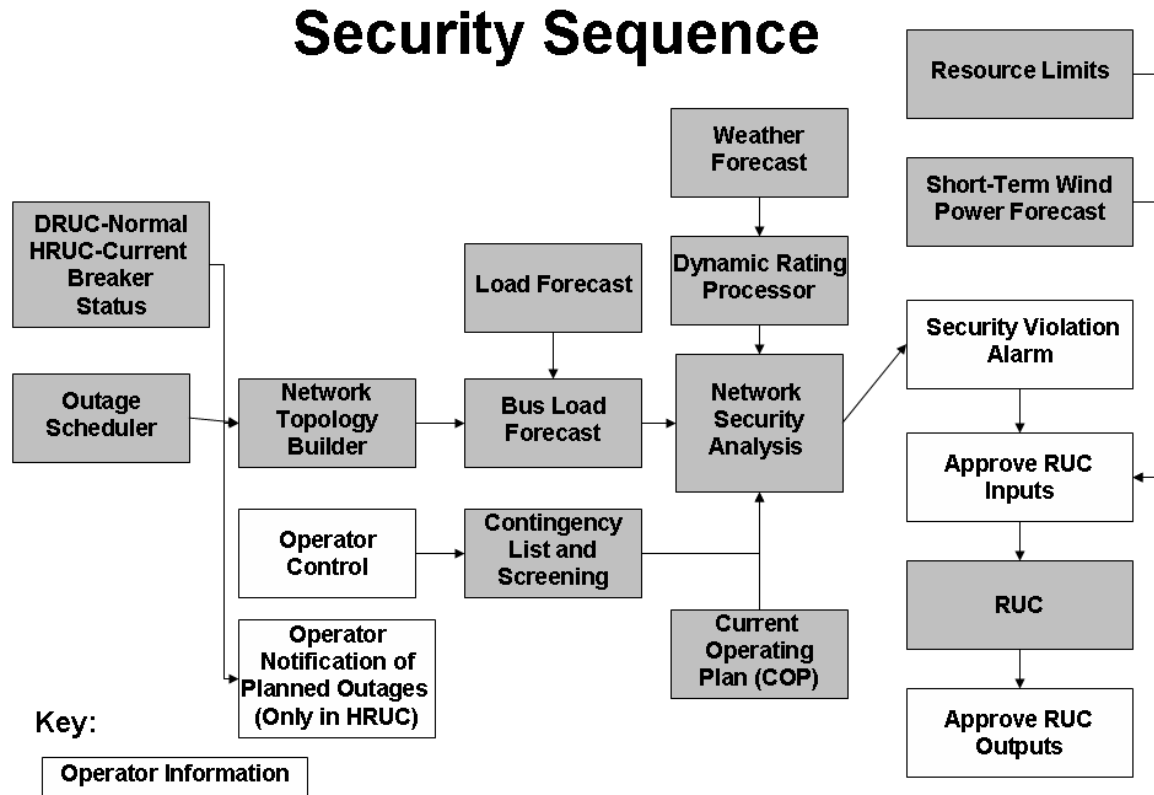 Security Sequence
Resource Limits
Weather
Forecast
Short-Term Wind
Power Forecast
DRUC-Normal
HRUC-Current
Breaker
Status
Load Forecast
Dynamic Rating
Processor
Security Violation
Alarm
Outage
Scheduler
Network
Topology
Builder
Bus Load
Forecast
Network
Security
Analysis
Approve RUC
Inputs
Operator
Control
Contingency
List and
Screening
RUC
Operator
Notification of
Planned Outages
(Only in HRUC)
Current
Operating
Plan (COP)
Approve RUC
Outputs
Key:
Operator Information